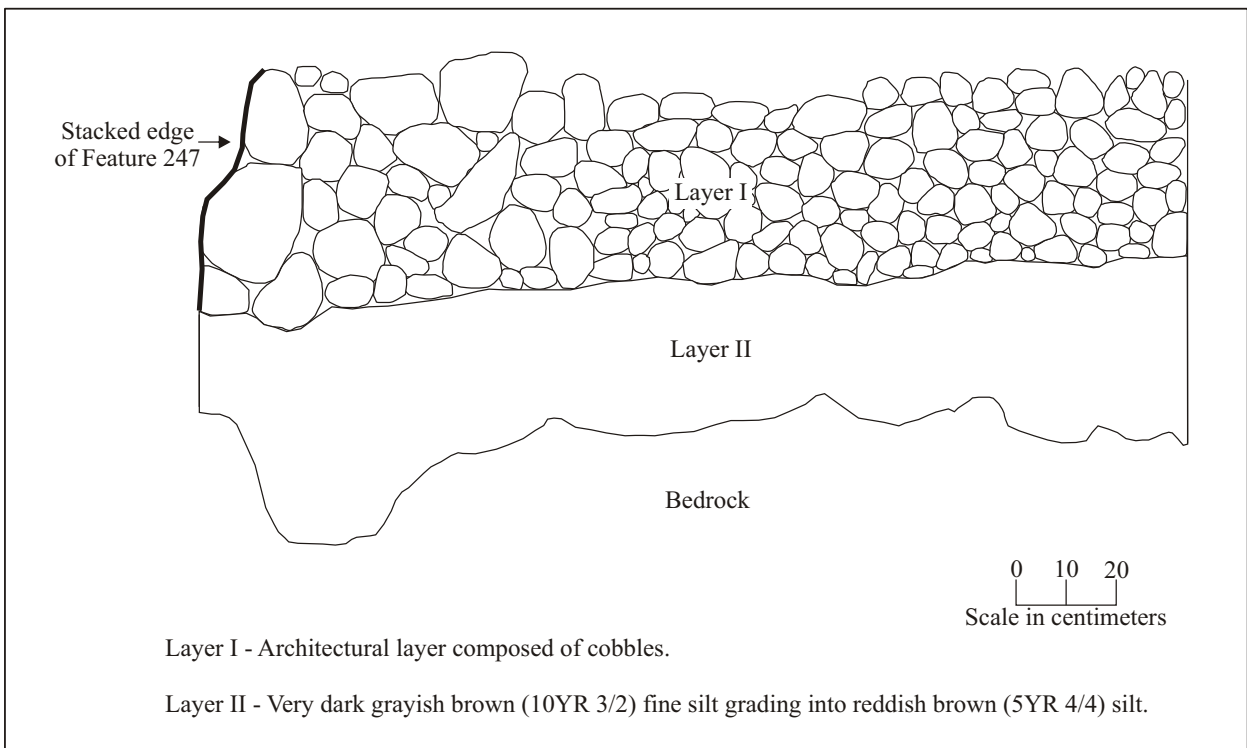 Stacked edge
of Feature 247
Layer I
Layer II
Bedrock
0 10 20
Scale in centimeters
Layer I - Architectural layer composed of cobbles.
Layer II - Very dark grayish brown (10YR 3/2) fine silt grading into reddish brown (5YR 4/4) silt.